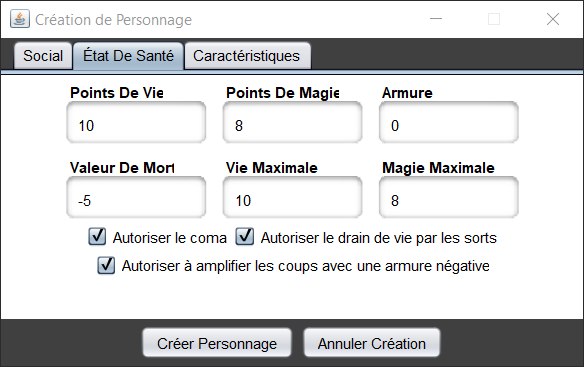 Création de Personnage
Social État De Santé Caractéristiques
Points De Vie Points De Magie Armure
10 8 0
Valeur De Mort Vie Maximale Magie Maximale
-5 10 8
Autoriser le coma Autoriser le drain de vie par les sorts
Autoriser à amplifier les coups avec une armure négative
Créer Personnage Annuler Création